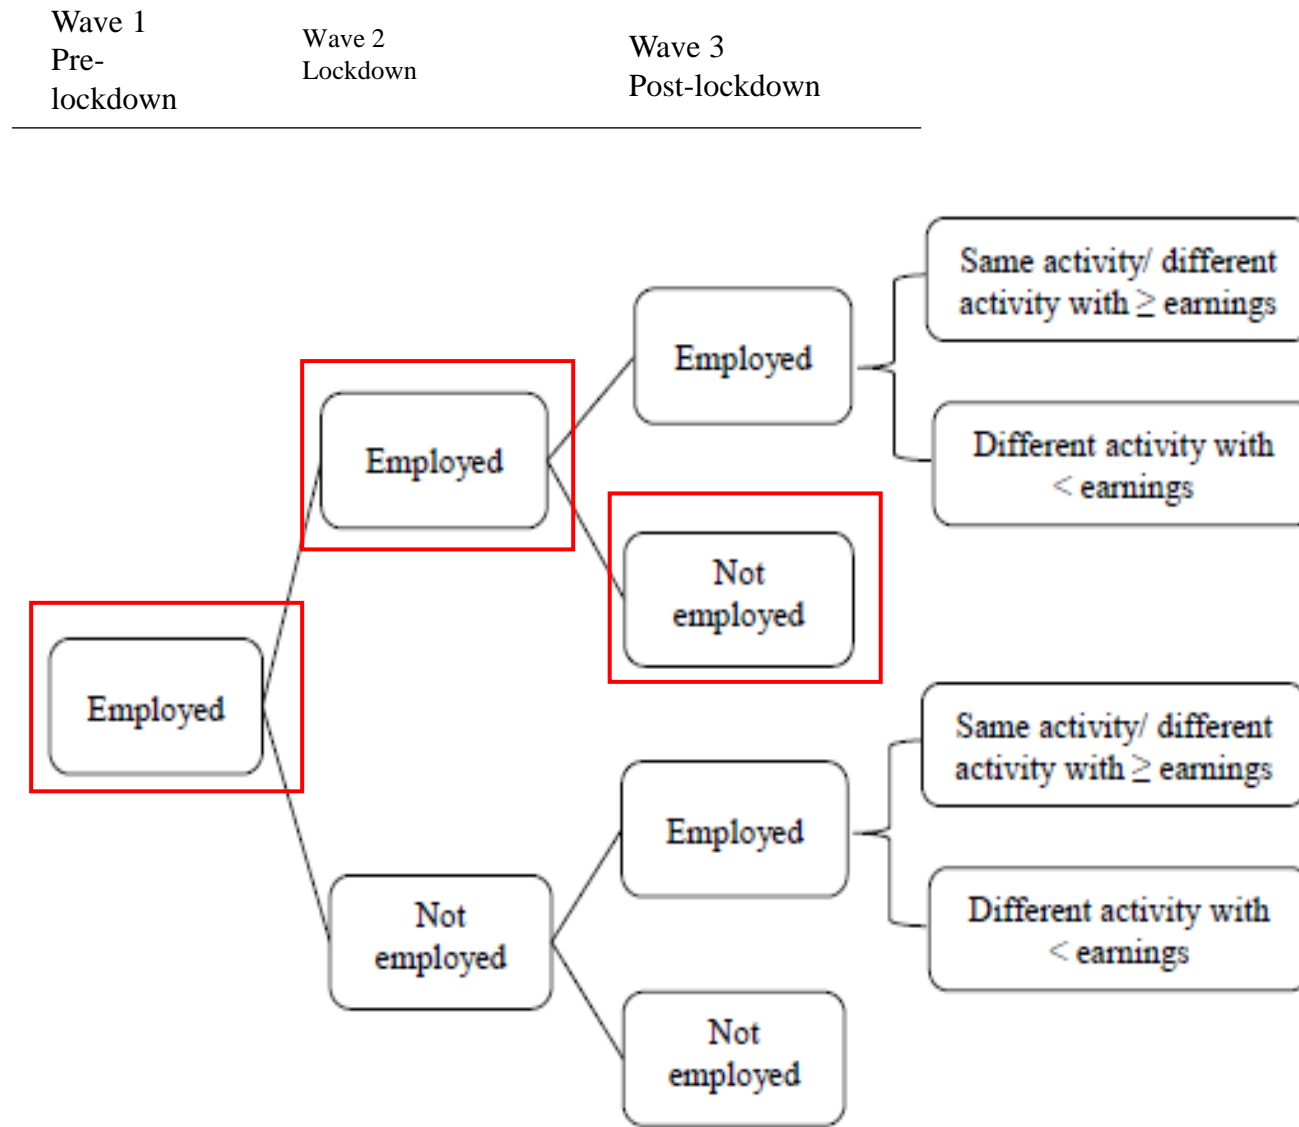 Wave 1
Pre-
lockdown
Wave 2
Lockdown
Wave 3
Post-lockdown
Same activity/ different
activity with ≥ earnings
Employed
Different activity with
< earnings
Employed
Not
employed
Employed
Same activity/ different
activity with ≥ earnings
Employed
Different activity with
< earnings
Not
employed
Not
employed